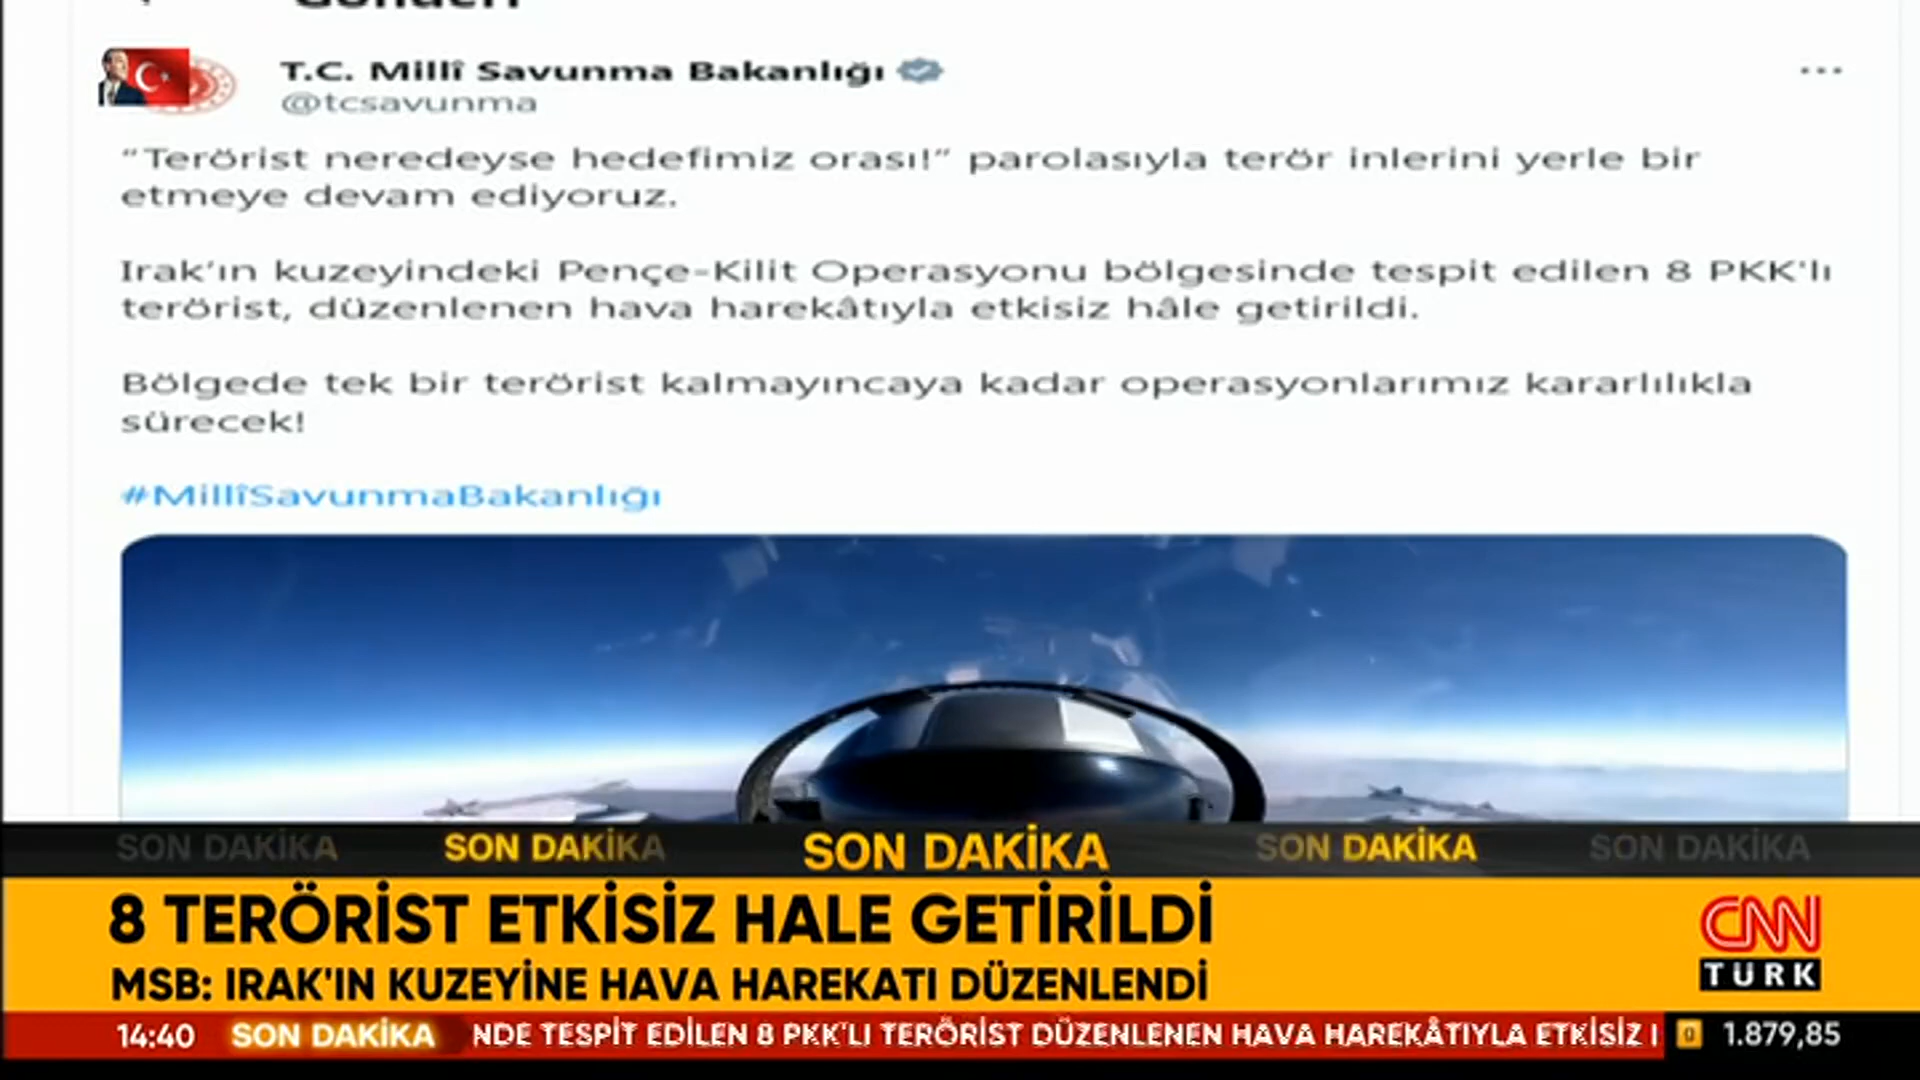 Gönderi
T.C. Millî Savunma Bakanlığı
@tcsavunma
“Terörist neredeyse hedefimiz orası!” parolasıyla terör inlerini yerle bir
etmeye devam ediyoruz.
Irak’ın kuzeyindeki Pençe-Kilit Operasyonu bölgesinde tespit edilen 8 PKK'lı
terörist, düzenlenen hava harekâtıyla etkisiz hâle getirildi.
Bölgede tek bir terörist kalmayıncaya kadar operasyonlarımız kararlılıkla
sürecek!
#MillîSavunmaBakanlığı
SON DAKİKA SON DAKİKA SON DAKİKA SON DAKİKA SON DAKİKA
8 TERÖRİST ETKİSİZ HALE GETİRİLDİ
MSB: IRAK'IN KUZEYİNE HAVA HAREKATI DÜZENLENDİ
CNN
TÜRK
14:40 SON DAKİKA NDE TESPİT EDİLEN 8 PKK'LI TERÖRİST DÜZENLENEN HAVA HAREKÂTIYLA ETKİSİZ 1.879,85